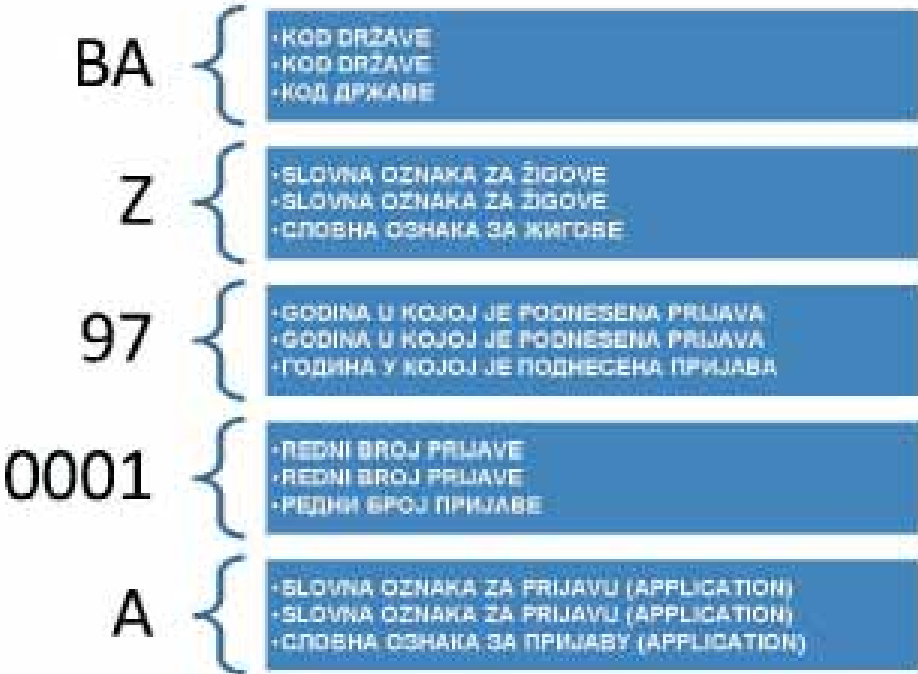 BA
•KOD DRŽAVE
•KOD DRŽAVE
•КОД ДРЖАВЕ
Z
•SLOVNA OZNAKA ZA ŽIGOVE
•SLOVNA OZNAKA ZA ŽIGOVE
•СЛОВНА ОЗНАКА ЗА ЖИГОВЕ
97
•GODINA U KOJOJ JE PODNESENA PRIJAVA
•GODINA U KOJOJ JE PODNESENA PRIJAVA
•ГОДИНА У КОЈОЈ ЈЕ ПОДНЕСЕНА ПРИЈАВА
0001
•REDNI BROJ PRIJAVE
•REDNI BROJ PRIJAVE
•РЕДНИ БРОЈ ПРИЈАВЕ
A
•SLOVNA OZNAKA ZA PRIJAVU (APPLICATION)
•SLOVNA OZNAKA ZA PRIJAVU (APPLICATION)
•СЛОВНА ОЗНАКА ЗА ПРИЈАВУ (APPLICATION)